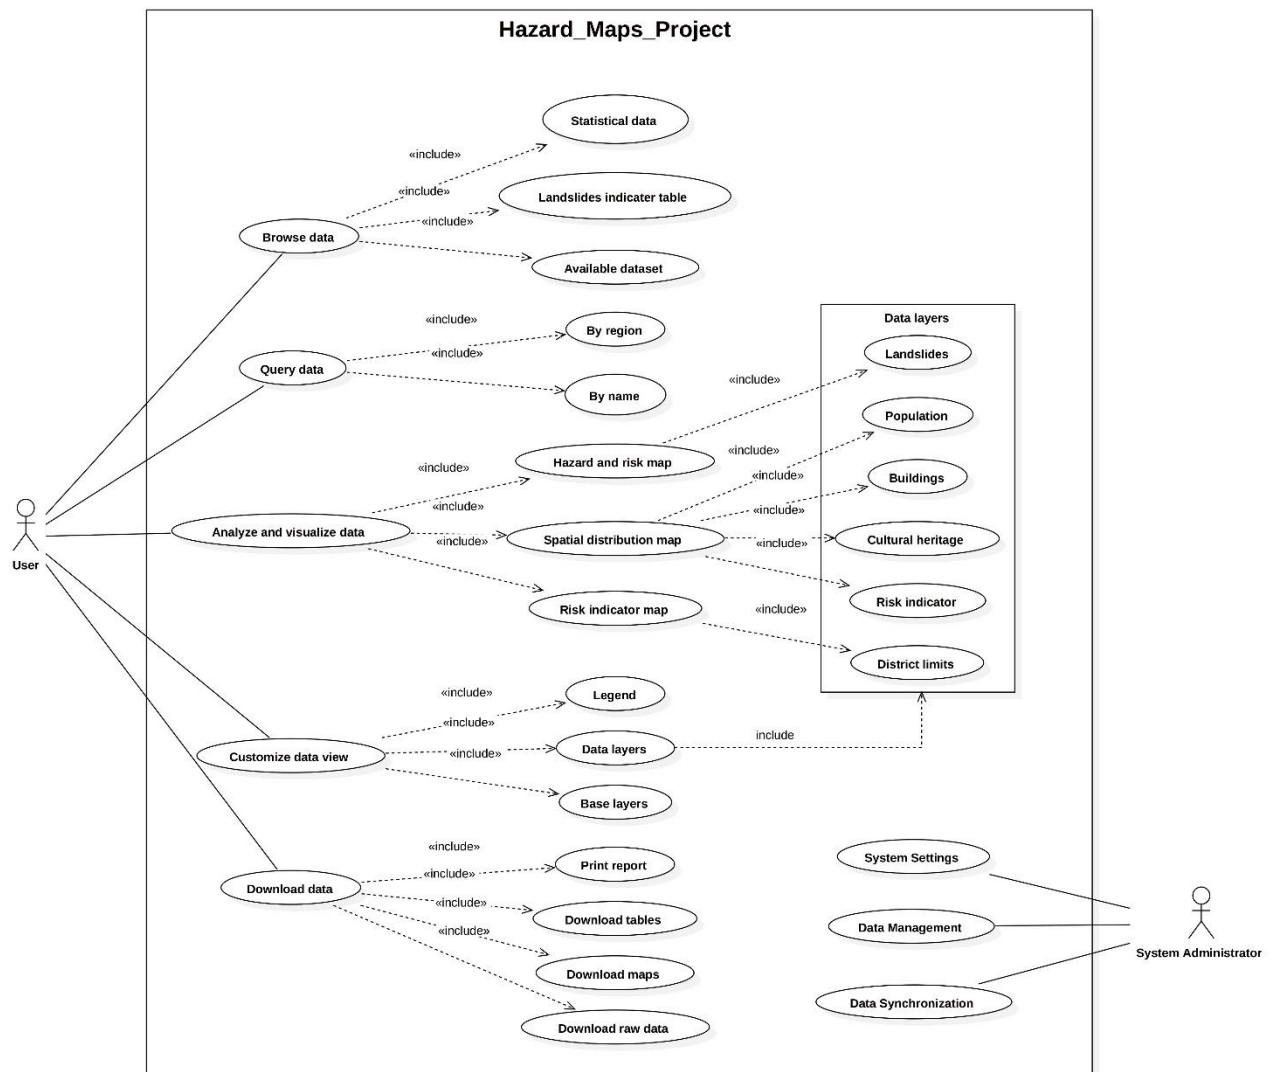 Hazard_Maps_Project
Statistical data
«include»
«include»
Landslides indicater table
«include»
Browse data
Available dataset
«include»
By region
«include»
Query data
By name
Data layers
Landslides
«include»
Population
«include»
Hazard and risk map
«include»
«include»
Buildings
«include»
«include»
Analyze and visualize data
Spatial distribution map
«include»
«include»
Cultural heritage
User
Risk indicator map
«include»
Risk indicator
District limits
«include»
Legend
«include»
Customize data view
«include»
Data layers
include
Base layers
«include»
Print report
«include»
Download data
«include»
Download tables
«include»
Download maps
Download raw data
System Settings
Data Management
System Administrator
Data Synchronization